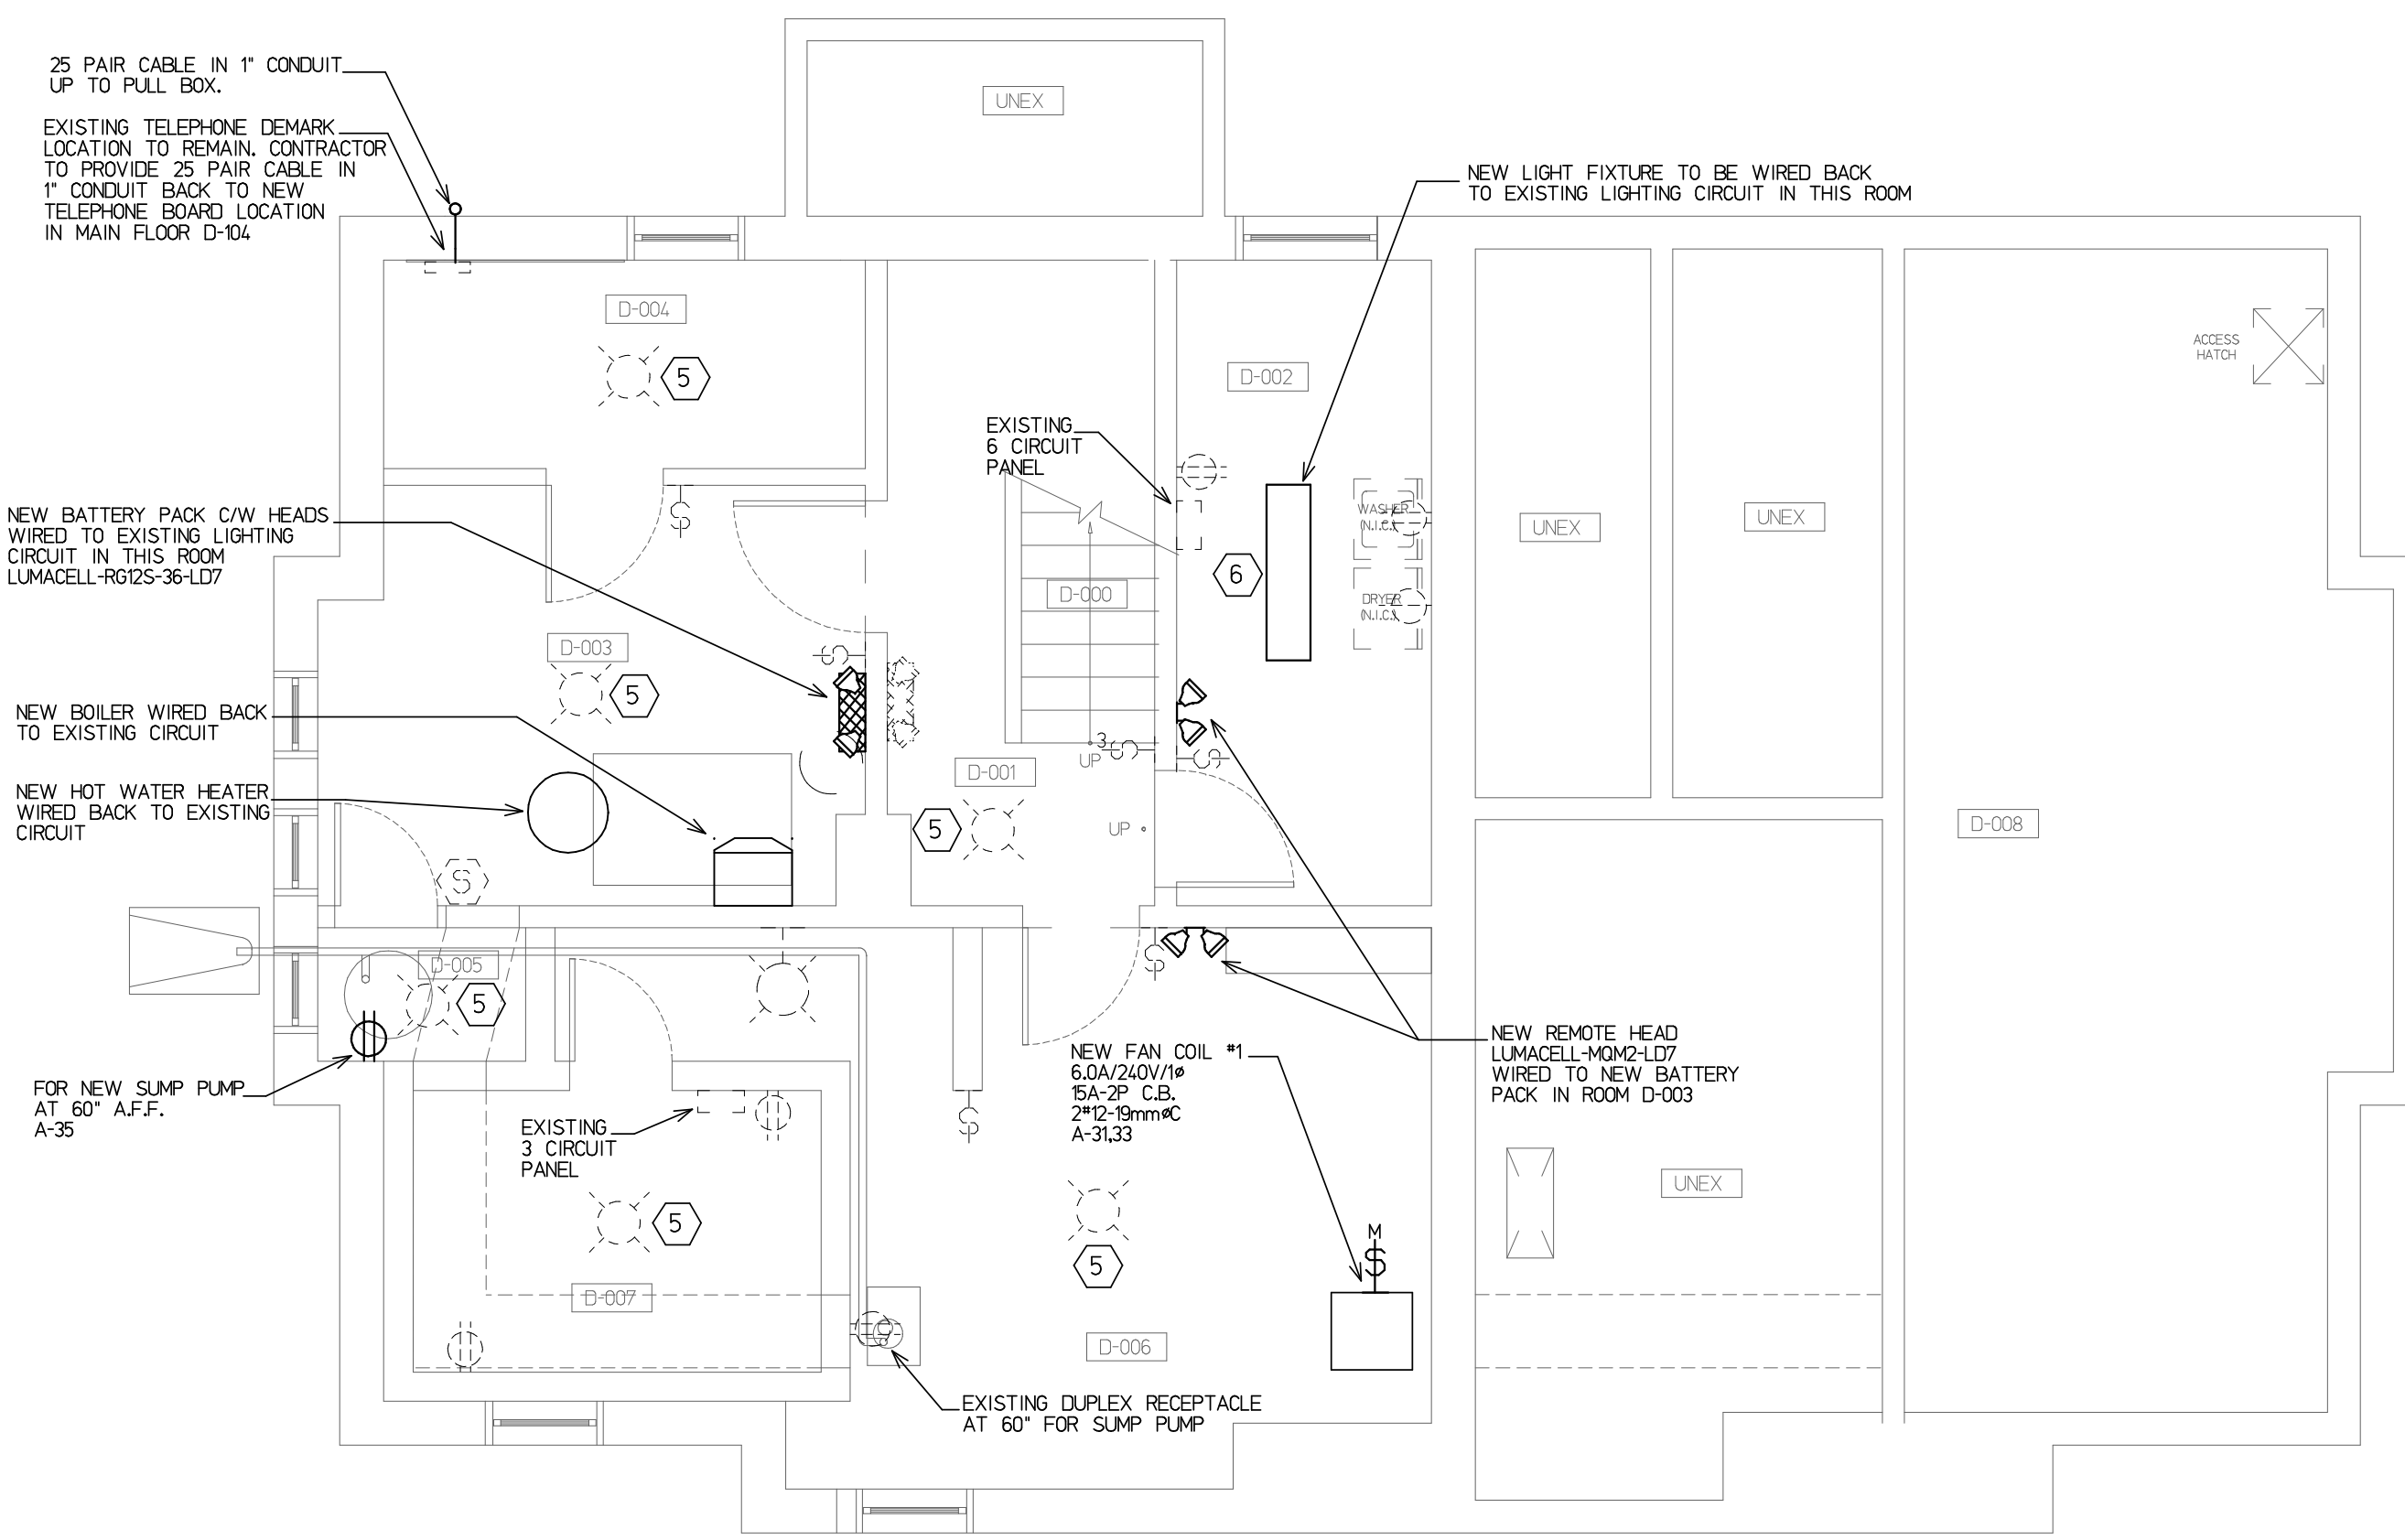 25 PAIR CABLE IN 1" CONDUIT
UP TO PULL BOX.
EXISTING TELEPHONE DEMARK
LOCATION TO REMAIN. CONTRACTOR
TO PROVIDE 25 PAIR CABLE IN
1" CONDUIT BACK TO NEW
TELEPHONE BOARD LOCATION
IN MAIN FLOOR D-104
UNEX
NEW LIGHT FIXTURE TO BE WIRED BACK
TO EXISTING LIGHTING CIRCUIT IN THIS ROOM
D-004
5
ACCESS
HATCH
D-002
EXISTING
6 CIRCUIT
PANEL
S
WASHER
(N.I.C.)
UNEX
UNEX
NEW BATTERY PACK C/W HEADS
WIRED TO EXISTING LIGHTING
CIRCUIT IN THIS ROOM
LUMACELL-RG12S-36-LD7
6
D-000
DRYER
(N.I.C.)
D-003
5
S
NEW BOILER WIRED BACK
TO EXISTING CIRCUIT
3
S
S
UP
D-001
NEW HOT WATER HEATER
WIRED BACK TO EXISTING
CIRCUIT
5
UP
D-008
S
D-005
5
S
NEW REMOTE HEAD
LUMACELL-MQM2-LD7
WIRED TO NEW BATTERY
PACK IN ROOM D-003
NEW FAN COIL #1
6.0A/240V/1ø
15A-2P C.B.
2#12-19mmøC
A-31,33
FOR NEW SUMP PUMP
AT 60" A.F.F.
A-35
S
EXISTING
3 CIRCUIT
PANEL
UNEX
5
5
M
S
D-007
D-006
EXISTING DUPLEX RECEPTACLE
AT 60" FOR SUMP PUMP